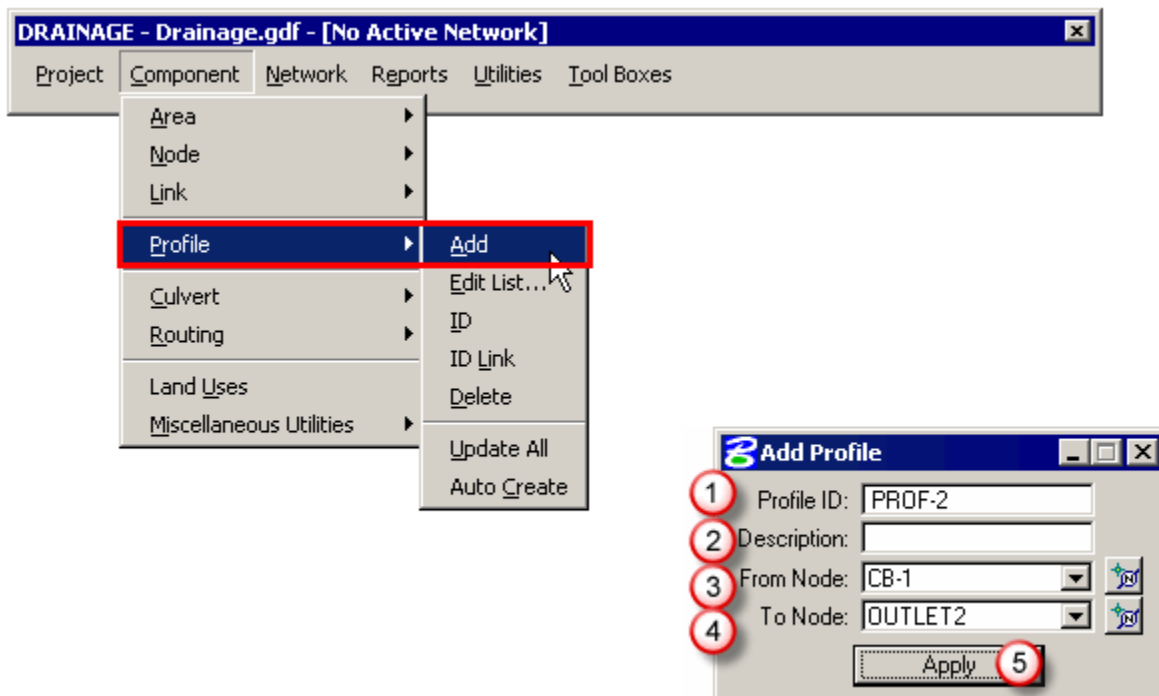 DRAINAGE - Drainage.gdf - [No Active Network]
Project Component Network Reports Utilities Tool Boxes
Area
Node
Link
Profile
Culvert
Routing
Land Uses
Miscellaneous Utilities
Add
Edit List...
ID
ID Link
Delete
Update All
Auto Create
Add Profile
1 Profile ID: PROF-2
2 Description:
3 From Node: CB-1
4 To Node: OUTLET2
Apply 5